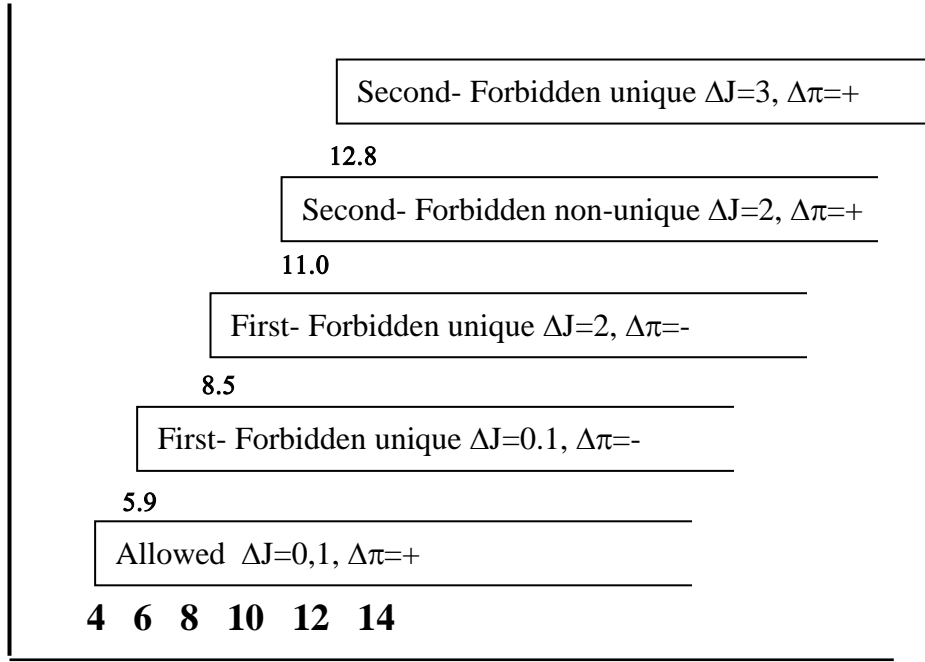 Second- Forbidden unique ΔJ=3, Δπ=+
12.8
Second- Forbidden non-unique ΔJ=2, Δπ=+
11.0
First- Forbidden unique ΔJ=2, Δπ=-
8.5
First- Forbidden unique ΔJ=0.1, Δπ=-
5.9
Allowed ΔJ=0,1, Δπ=+
4 6 8 10 12 14